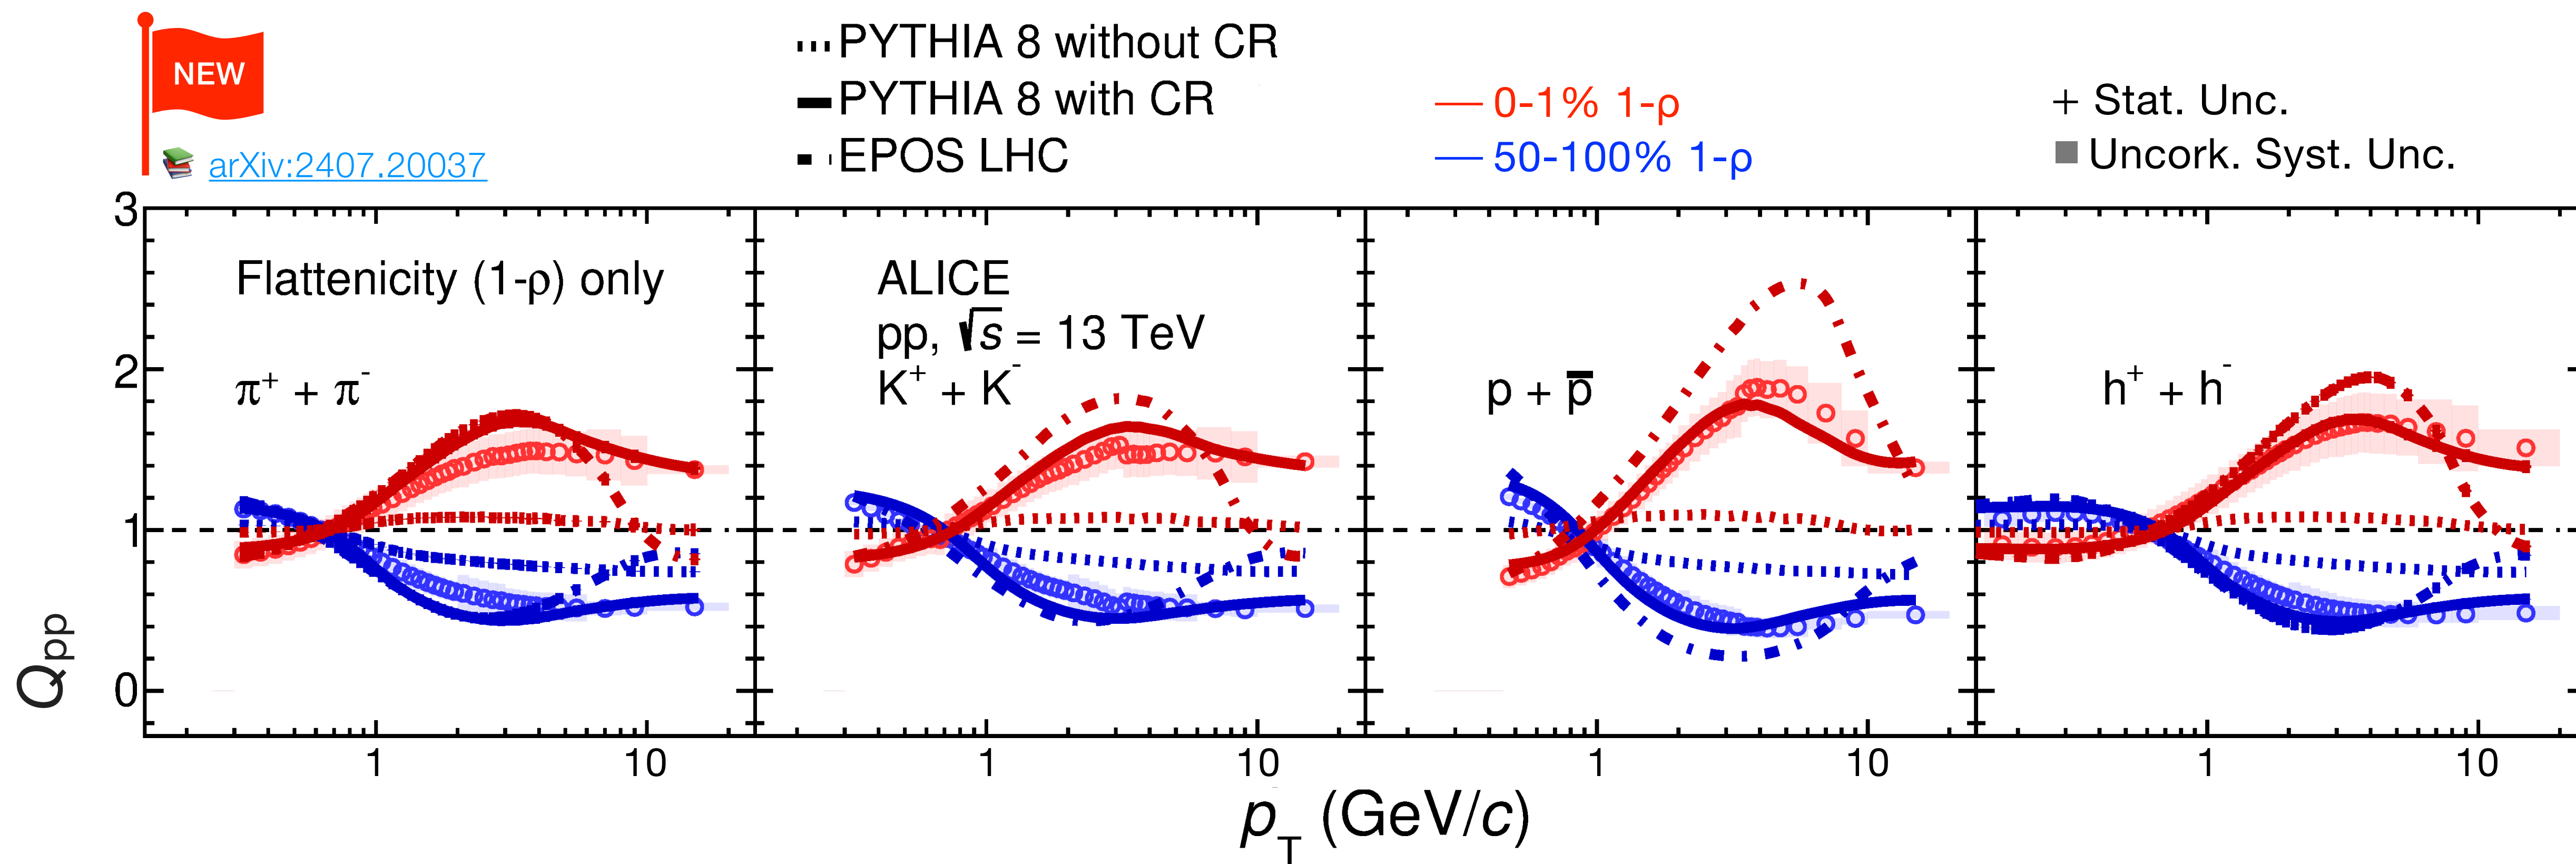 NEW
arXiv:2407.20037
PYTHIA 8 without CR
PYTHIA 8 with CR
EPOS LHC
0-1% 1-ρ
50-100% 1-ρ
+ Stat. Unc.
Uncork. Syst. Unc.
Flattenicity (1-ρ) only
π⁺ + π⁻
ALICE
pp, √s = 13 TeV
K⁺ + K⁻
p + p̅
h⁺ + h⁻
3
2
1
0
Qpp
1 10 1 10 1 10 1 10
pT (GeV/c)